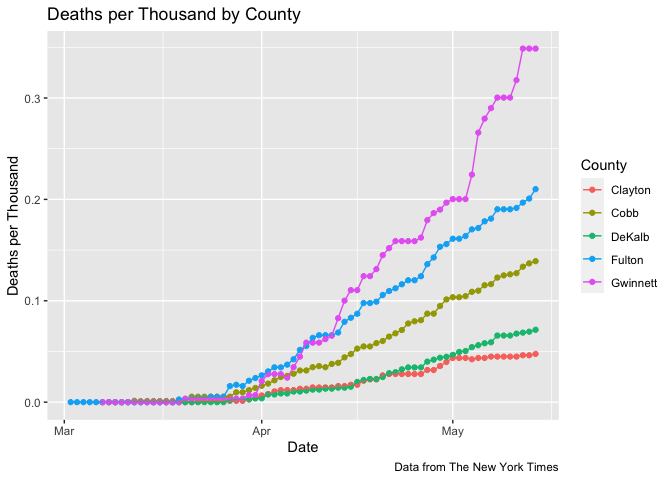 Deaths per Thousand by County
Deaths per Thousand
0.3
0.2
0.1
0.0
Mar
Apr
May
Date
County
Clayton
Cobb
DeKalb
Fulton
Gwinnett
Data from The New York Times